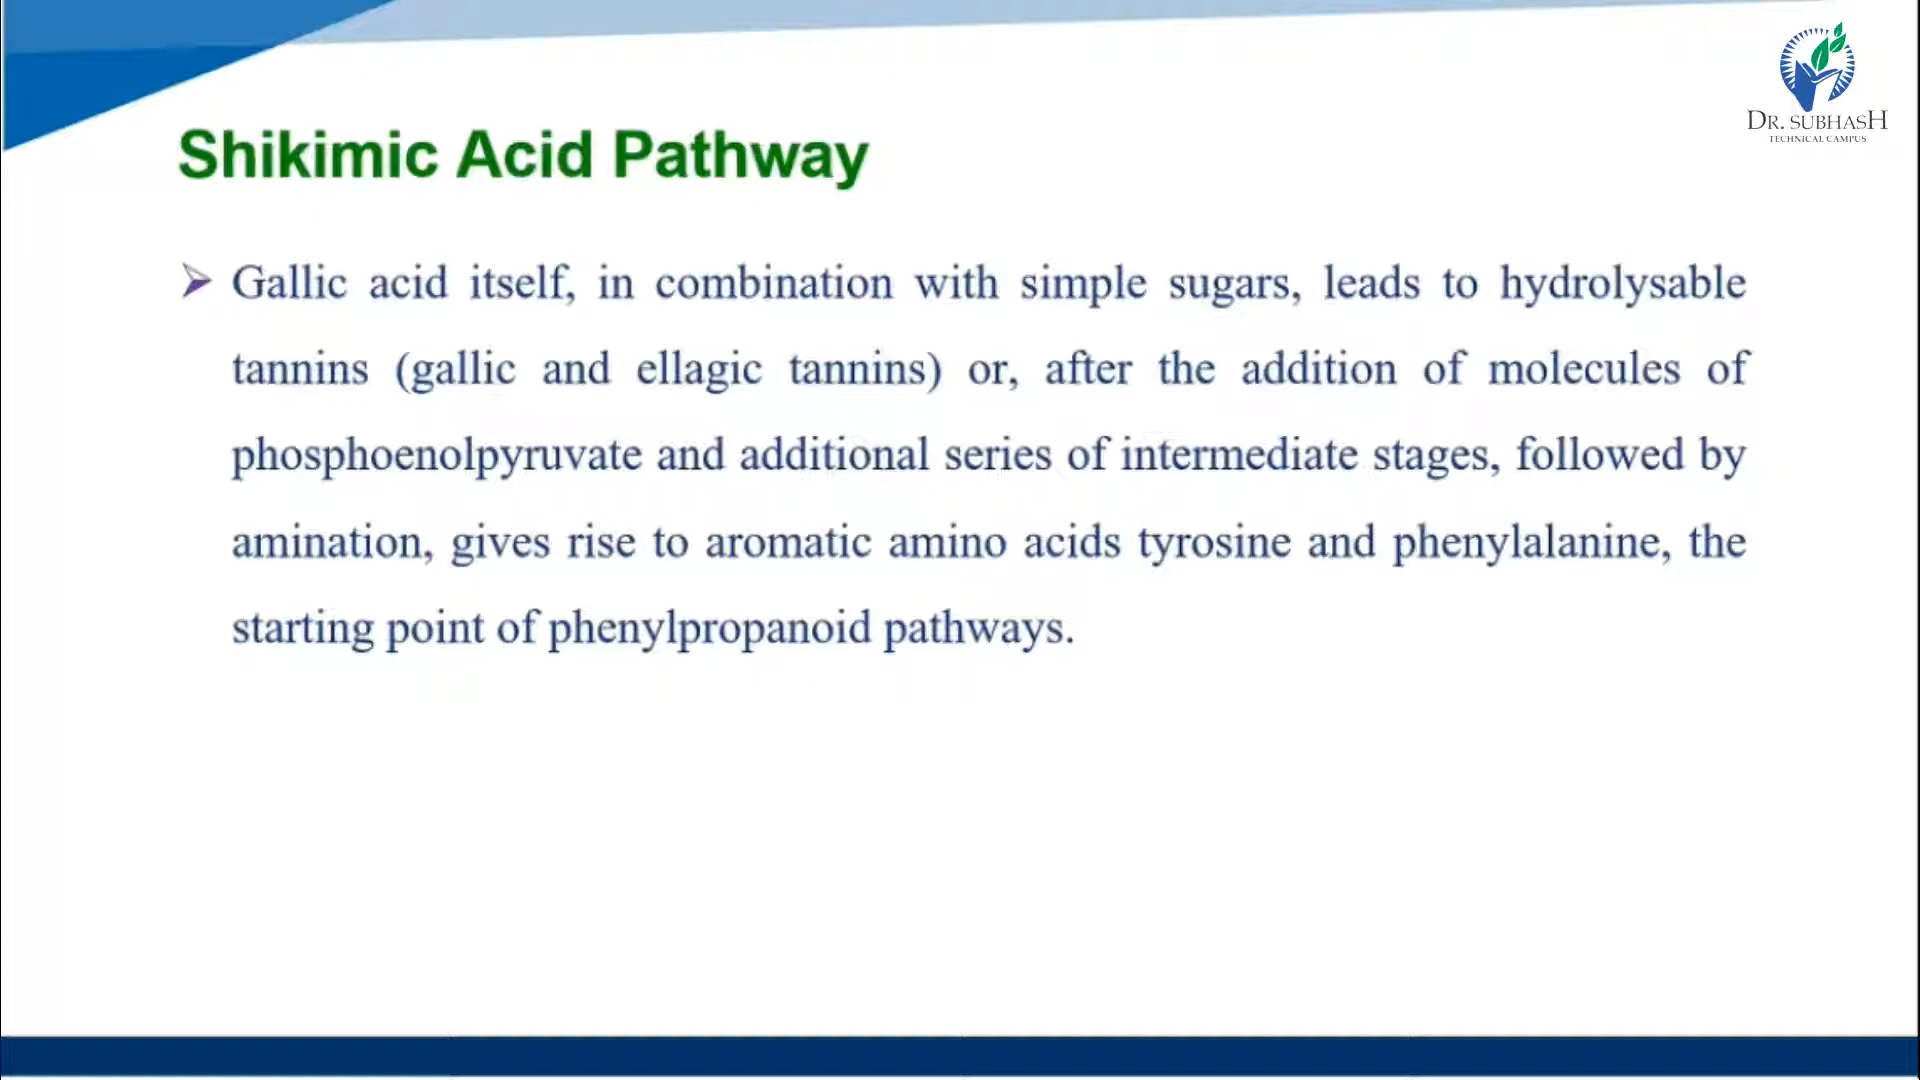 DR. SUBHASH
TECHNICAL CAMPUS
Shikimic Acid Pathway
Gallic acid itself, in combination with simple sugars, leads to hydrolysable
tannins (gallic and ellagic tannins) or, after the addition of molecules of
phosphoenolpyruvate and additional series of intermediate stages, followed by
amination, gives rise to aromatic amino acids tyrosine and phenylalanine, the
starting point of phenylpropanoid pathways.